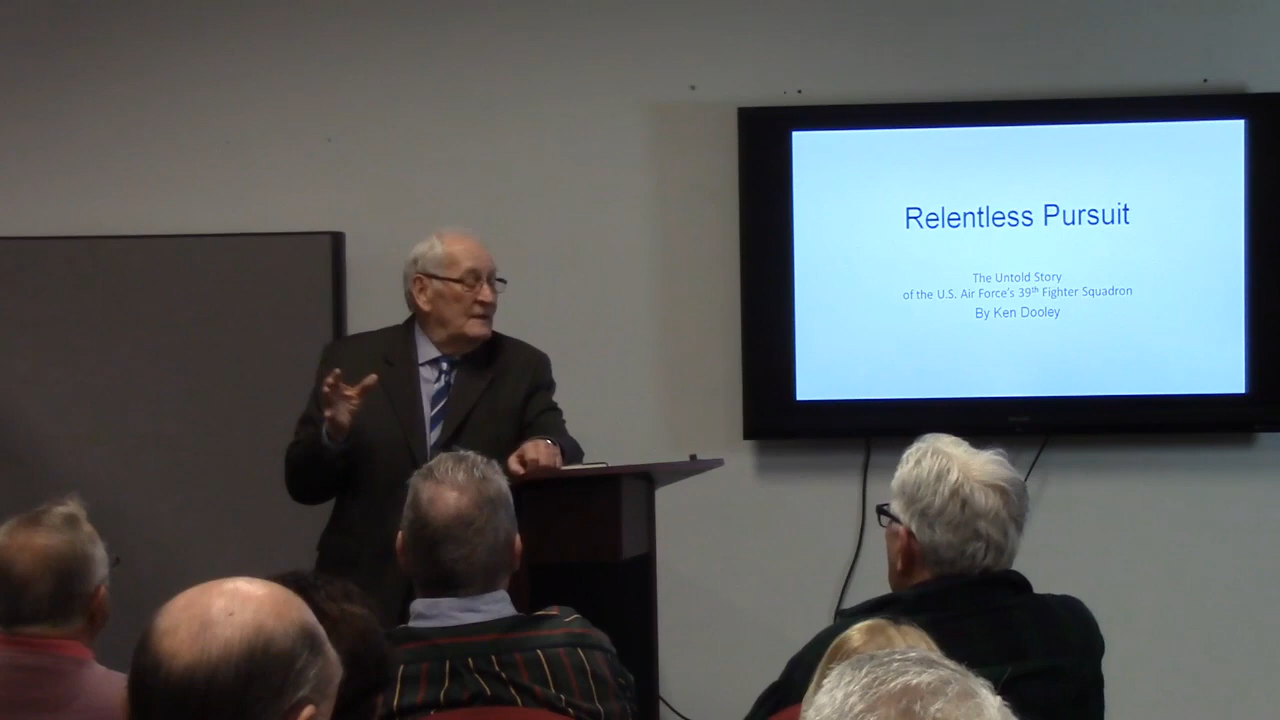 Relentless Pursuit
The Untold Story
of the U.S. Air Force's 39th Fighter Squadron
By Ken Dooley